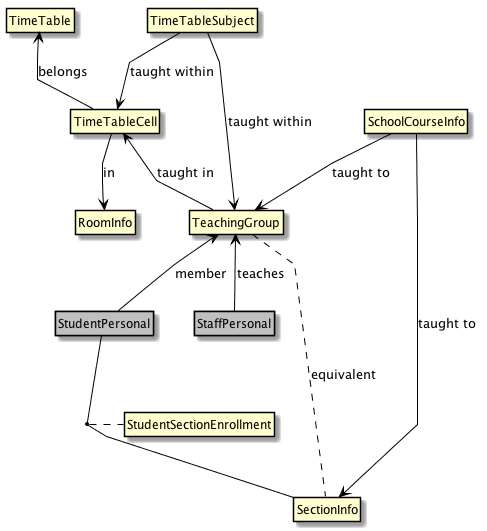 TimeTable
TimeTableSubject
belongs
taught within
TimeTableCell
taught within
SchoolCourseInfo
in
taught in
taught to
RoomInfo
TeachingGroup
member
teaches
StudentPersonal
StaffPersonal
taught to
equivalent
StudentSectionEnrollment
SectionInfo